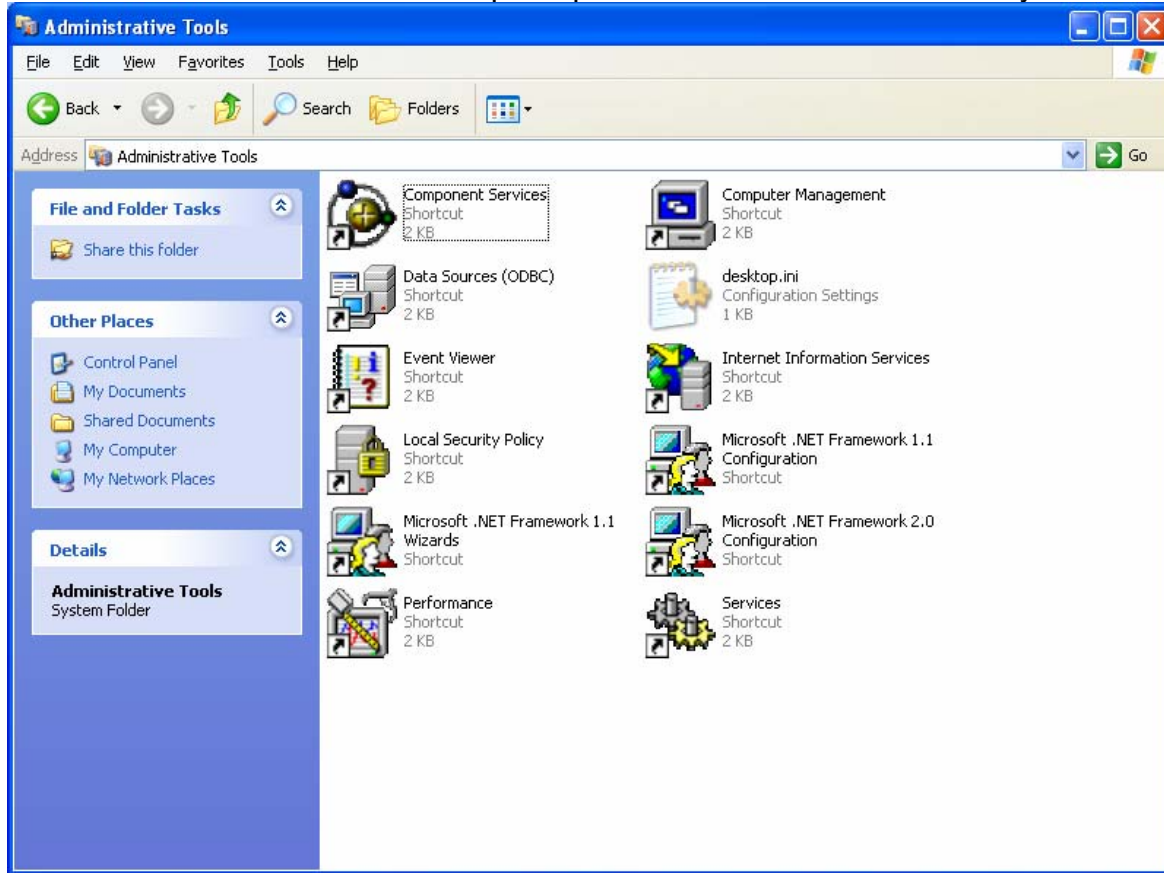 Administrative Tools
File Edit View Favorites Tools Help
Back Search Folders
Address Administrative Tools Go
File and Folder Tasks
Share this folder
Other Places
Control Panel
My Documents
Shared Documents
My Computer
My Network Places
Details
Administrative Tools
System Folder
Component Services
Shortcut
2 KB
Computer Management
Shortcut
2 KB
Data Sources (ODBC)
Shortcut
2 KB
desktop.ini
Configuration Settings
1 KB
Event Viewer
Shortcut
2 KB
Internet Information Services
Shortcut
2 KB
Local Security Policy
Shortcut
2 KB
Microsoft .NET Framework 1.1
Configuration
Shortcut
Microsoft .NET Framework 1.1
Wizards
Shortcut
Microsoft .NET Framework 2.0
Configuration
Shortcut
Performance
Shortcut
2 KB
Services
Shortcut
2 KB